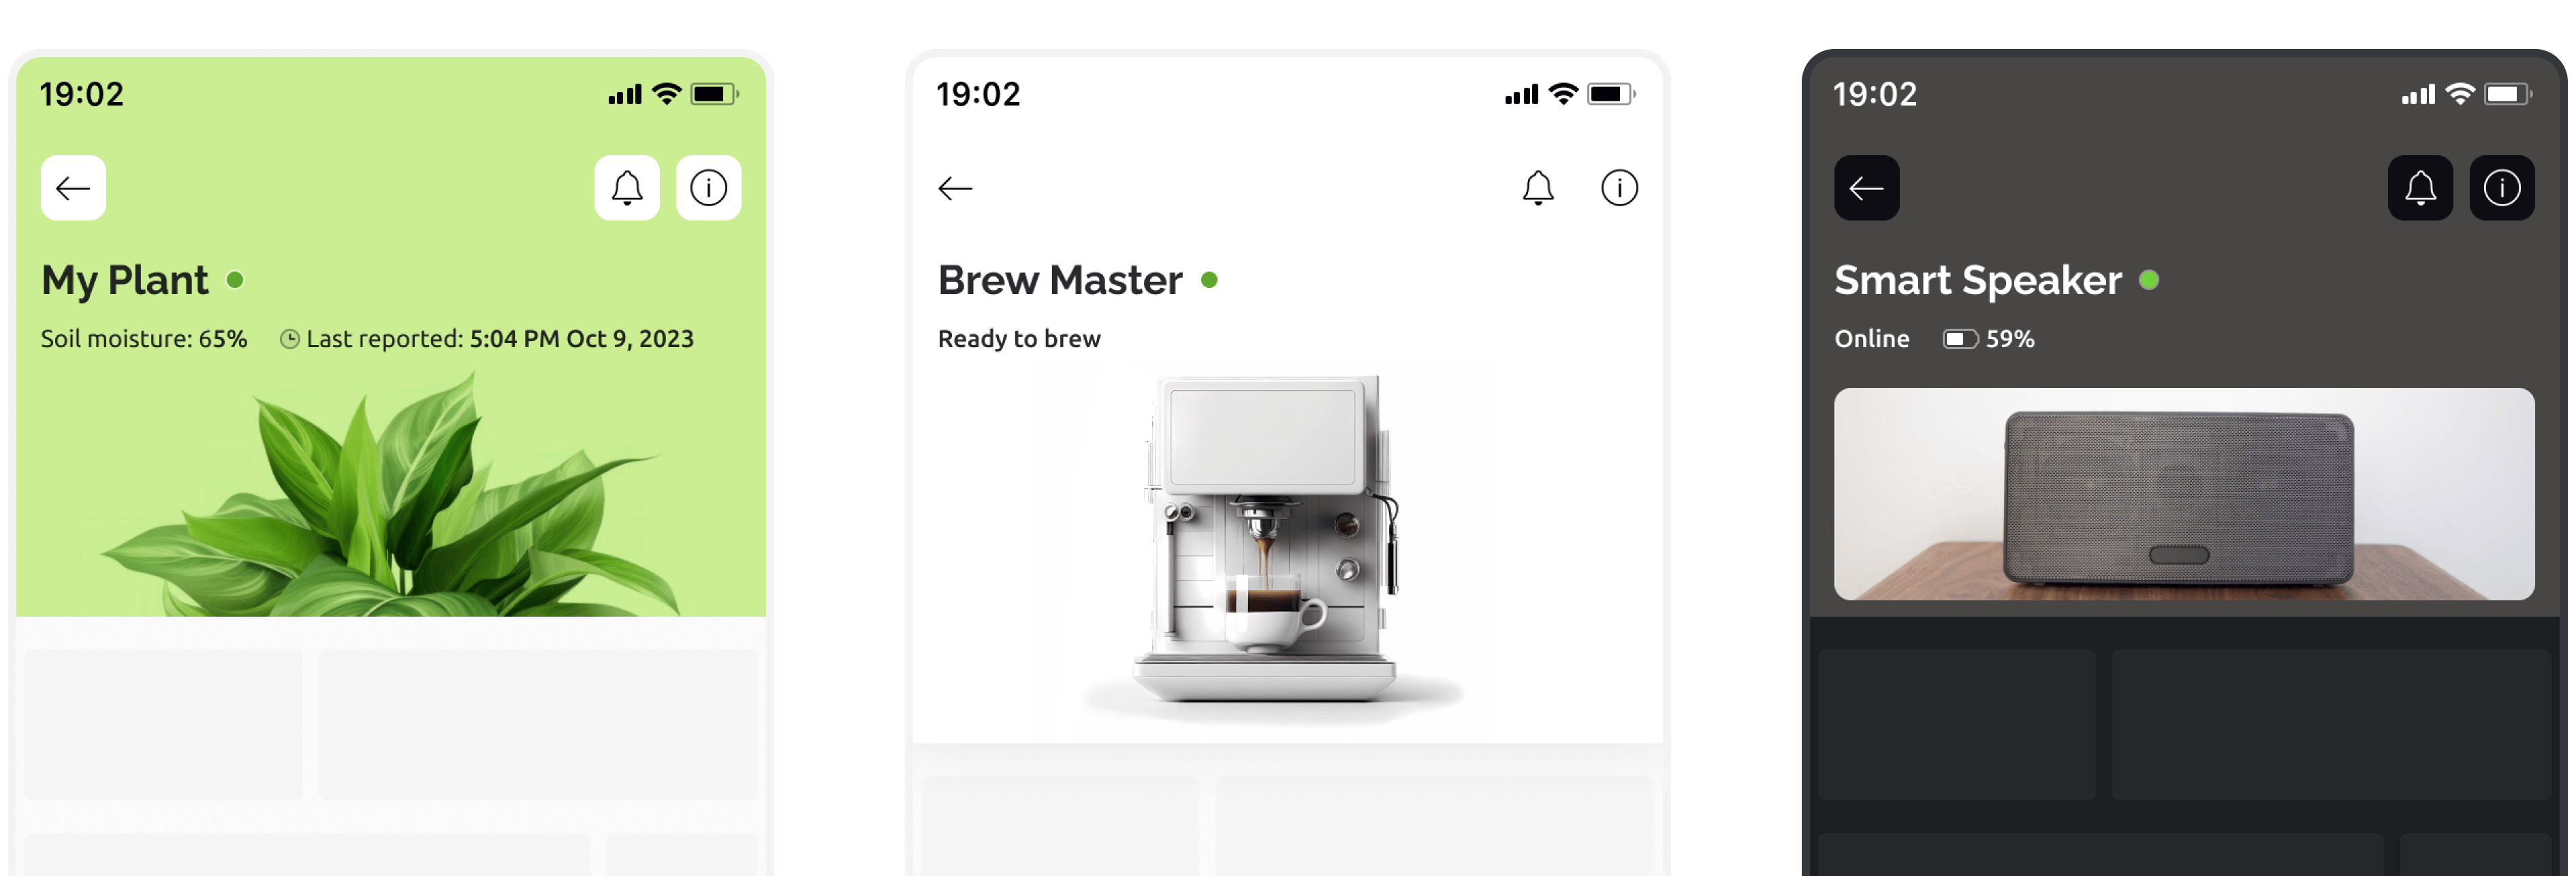 19:02
My Plant
Soil moisture: 65% Last reported: 5:04 PM Oct 9, 2023
19:02
Brew Master
Ready to brew
19:02
Smart Speaker
Online 59%